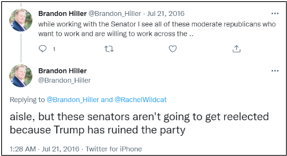 Brandon Hiller @Brandon_Hiller · Jul 21, 2016
while working with the Senator I see all of these moderate republicans who
want to work and are willing to work across the ..
1
Brandon Hiller
@Brandon_Hiller
Replying to @Brandon_Hiller and @RachelWildcat
aisle, but these senators aren't going to get reelected
because Trump has ruined the party
1:28 AM · Jul 21, 2016 · Twitter for iPhone